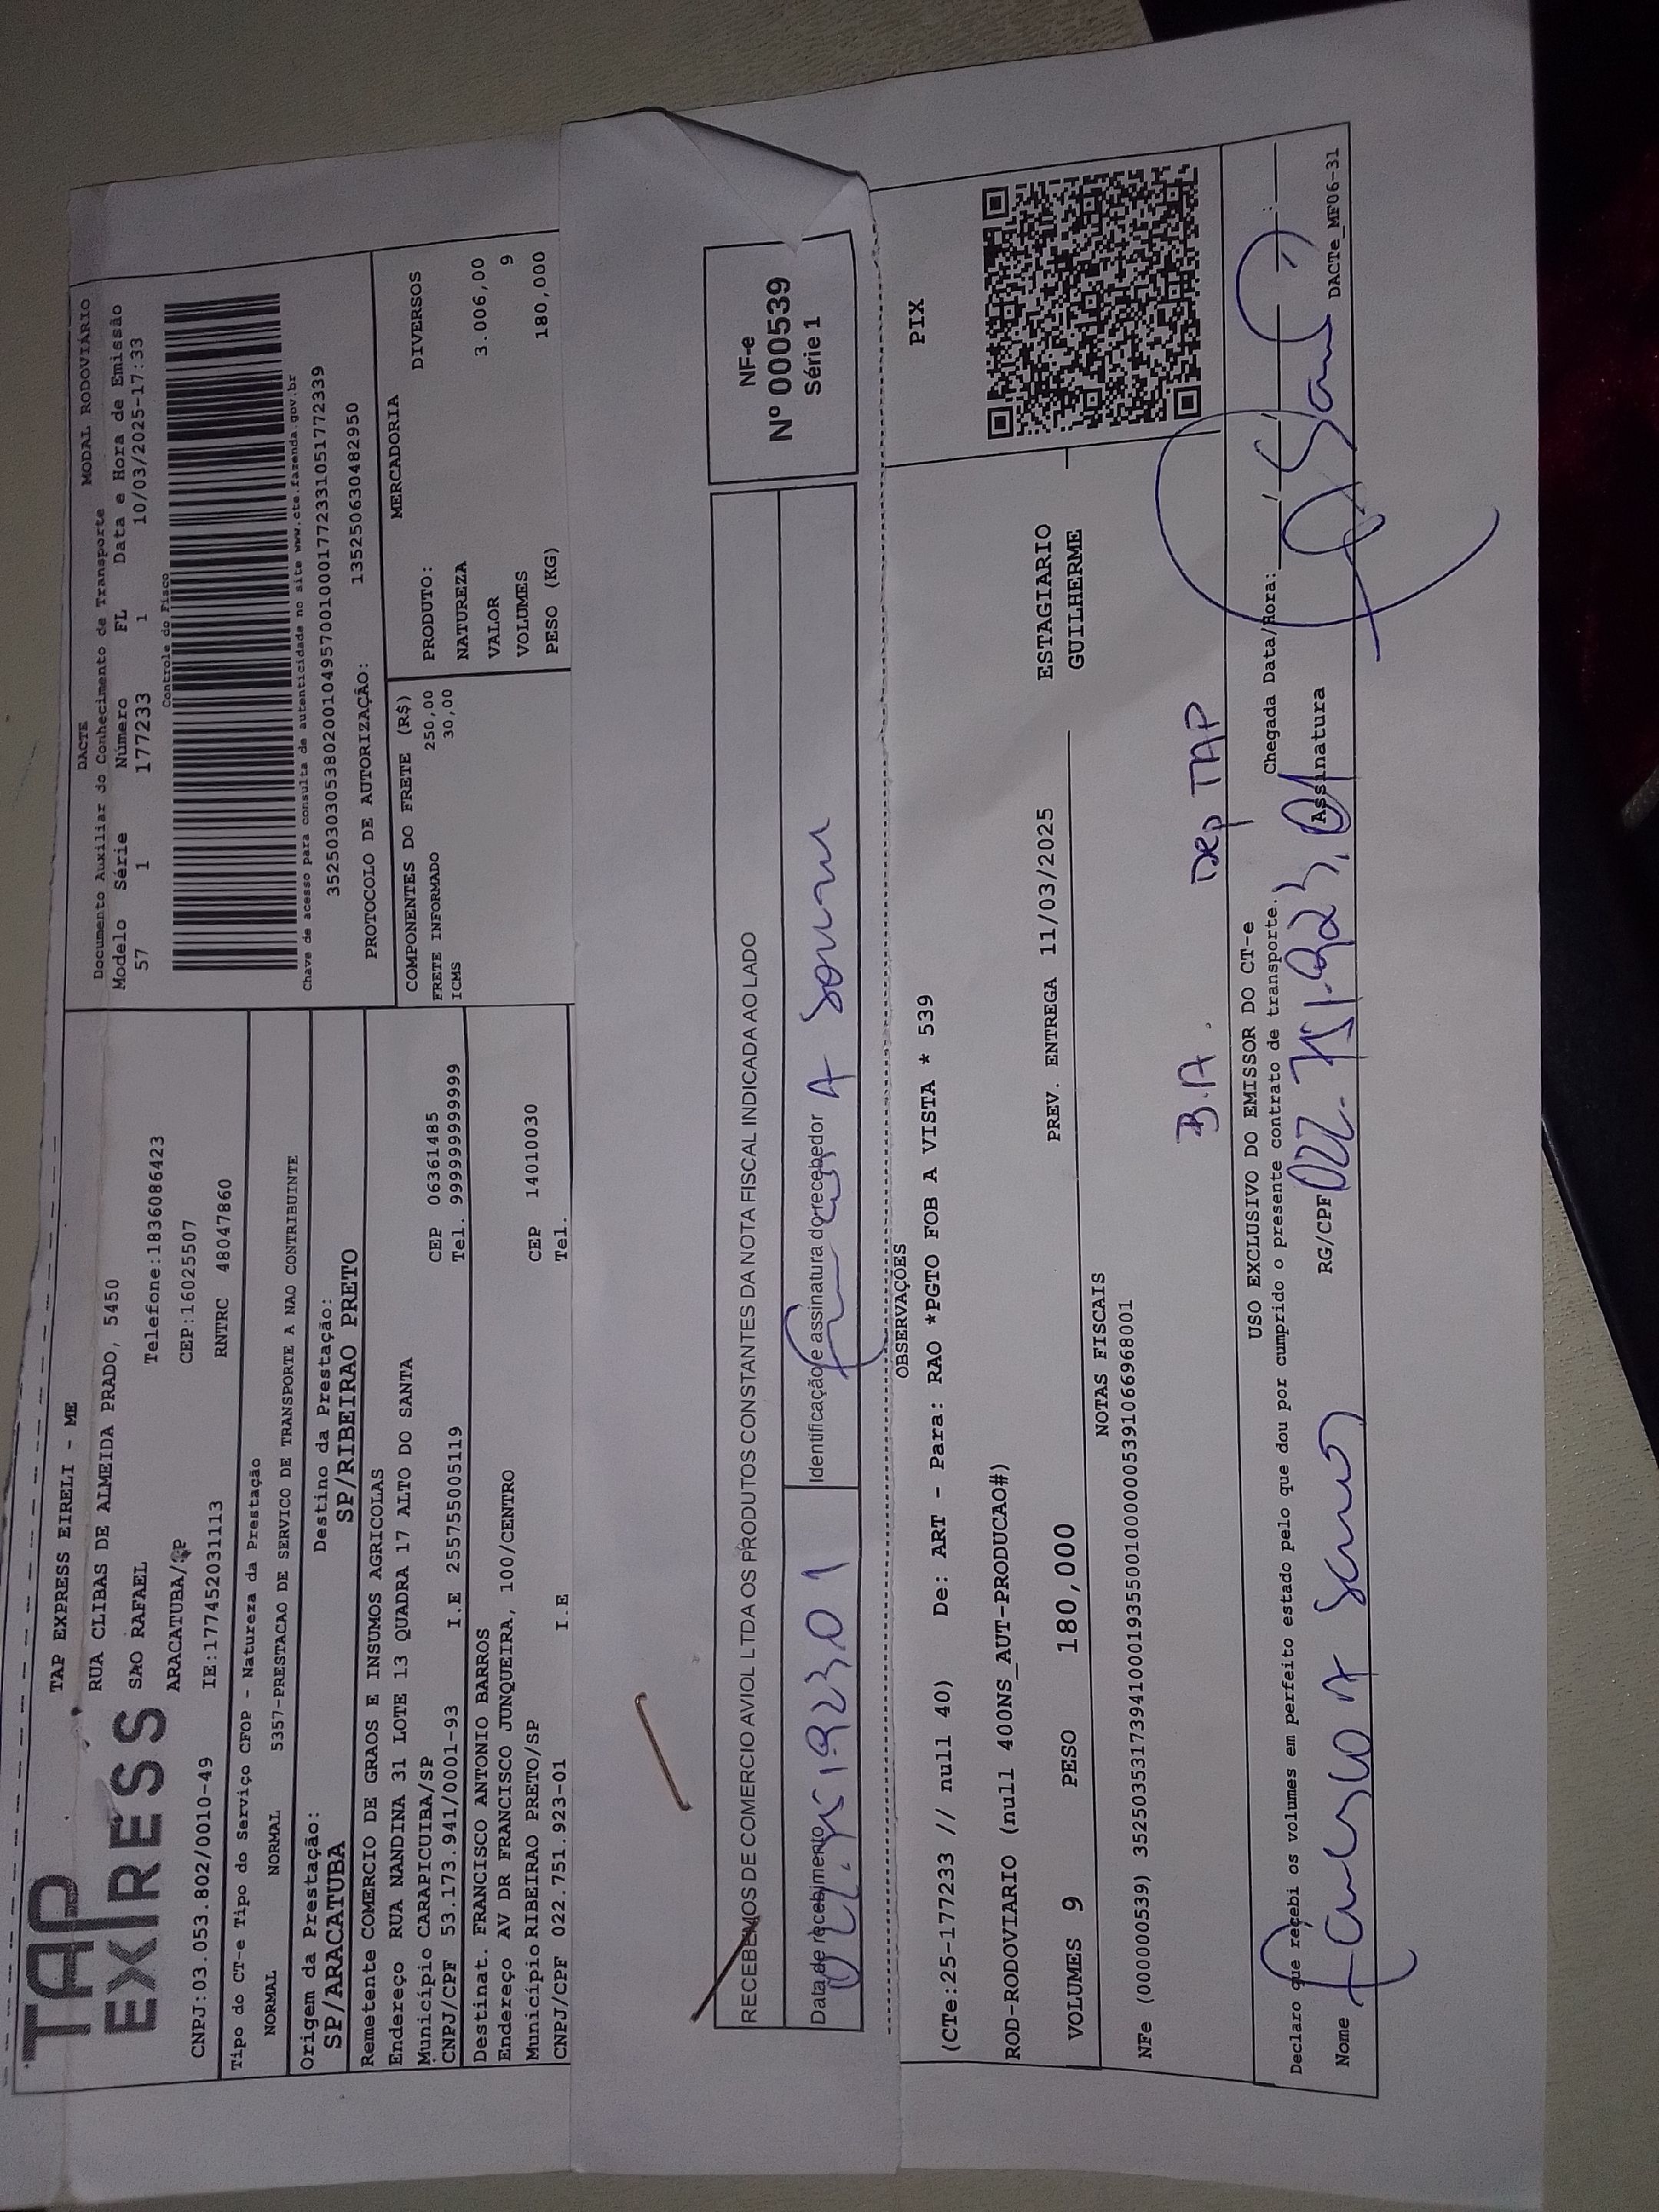 TAP
EXPRESS
TAP EXPRESS EIRELI - ME
RUA CLIBAS DE ALMEIDA PRADO, 5450
SAO RAFAEL Telefone:1836086423
ARACATUBA/SP CEP:16025507
CNPJ:03.053.802/0010-49 IE:177452031113 RNTRC 48047860
DACTE MODAL RODOVIÁRIO
Documento Auxiliar do Conhecimento de Transporte
Modelo Série Número FL Data e Hora de Emissão
57 1 177233 1 10/03/2025-17:33
Controle do Fisco
Chave de acesso para consulta de autenticidade no site www.cte.fazenda.gov.br
35250303053802001049570010001772331051772339
PROTOCOLO DE AUTORIZAÇÃO: 135250630482950
Tipo do CT-e Tipo do Serviço CFOP - Natureza da Prestação
NORMAL NORMAL 5357-PRESTACAO DE SERVICO DE TRANSPORTE A NAO CONTRIBUINTE
Origem da Prestação: Destino da Prestação:
SP/ARACATUBA SP/RIBEIRAO PRETO
Remetente COMERCIO DE GRAOS E INSUMOS AGRICOLAS
Endereço RUA NANDINA 31 LOTE 13 QUADRA 17 ALTO DO SANTA
Município CARAPICUIBA/SP CEP 06361485
CNPJ/CPF 53.173.941/0001-93 I.E 255755005119 Tel. 99999999999999
Destinat. FRANCISCO ANTONIO BARROS
Endereço AV DR FRANCISCO JUNQUEIRA, 100/CENTRO
Município RIBEIRAO PRETO/SP CEP 14010030
CNPJ/CPF 022.751.923-01 I.E Tel.
COMPONENTES DO FRETE (R$)
FRETE INFORMADO 250,00
ICMS 30,00
MERCADORIA
PRODUTO: DIVERSOS
NATUREZA
VALOR 3.006,00
VOLUMES 9
PESO (KG) 180,000
RECEBEMOS DE COMERCIO AVIOL LTDA OS PRODUTOS CONSTANTES DA NOTA FISCAL INDICADA AO LADO
Data de recebimento Identificação e assinatura do recebedor
NF-e
Nº 000539
Série 1
OBSERVAÇÕES
(CTe:25-177233 // null 40) De: ART - Para: RAO *PGTO FOB A VISTA * 539
PIX
ROD-RODOVIARIO (null 400NS_AUT-PRODUCAO#)
VOLUMES 9 PESO 180,000 PREV. ENTREGA 11/03/2025 ESTAGIARIO
GUILHERME
NOTAS FISCAIS
NFe (000000539) 35250353173941000193550010000005391066968001
B.A. Dep TAP
USO EXCLUSIVO DO EMISSOR DO CT-e
Declaro que recebi os volumes em perfeito estado pelo que dou por cumprido o presente contrato de transporte. Chegada Data/Hora:
Nome RG/CPF 022.751.923,01 Assinatura
DACTe_MF06-31